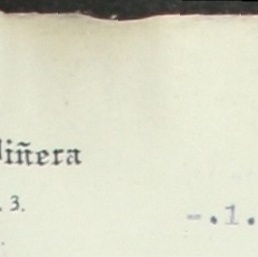 iñera
. 3.
-.1.